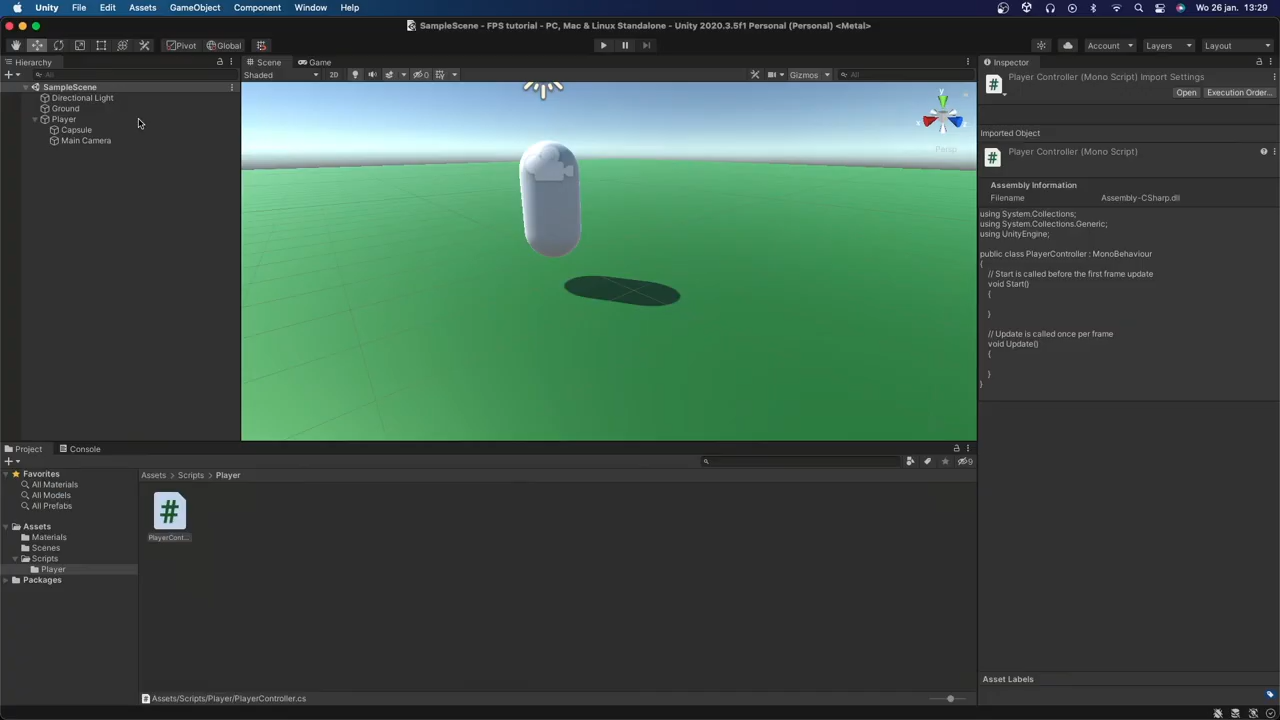 Unity File Edit Assets GameObject Component Window Help
Wo 26 jan. 13:29
SampleScene - FPS tutorial - PC, Mac & Linux Standalone - Unity 2020.3.5f1 Personal (Personal) <Metal>
Pivot Global
Account Layers Layout
Hierarchy
All
SampleScene
Directional Light
Ground
Player
Capsule
Main Camera
Scene Game
Shaded 2D 0 Gizmos All
y
x
z
Persp
Inspector
Player Controller (Mono Script) Import Settings
Open Execution Order...
Imported Object
Player Controller (Mono Script)
Assembly Information
Filename Assembly-CSharp.dll
using System.Collections;
using System.Collections.Generic;
using UnityEngine;
public class PlayerController : MonoBehaviour
{
// Start is called before the first frame update
void Start()
{
}
// Update is called once per frame
void Update()
{
}
}
Asset Labels
Project Console
9
Favorites
All Materials
All Models
All Prefabs
Assets
Materials
Scenes
Scripts
Player
Packages
Assets > Scripts > Player
#
PlayerCont...
Assets/Scripts/Player/PlayerController.cs